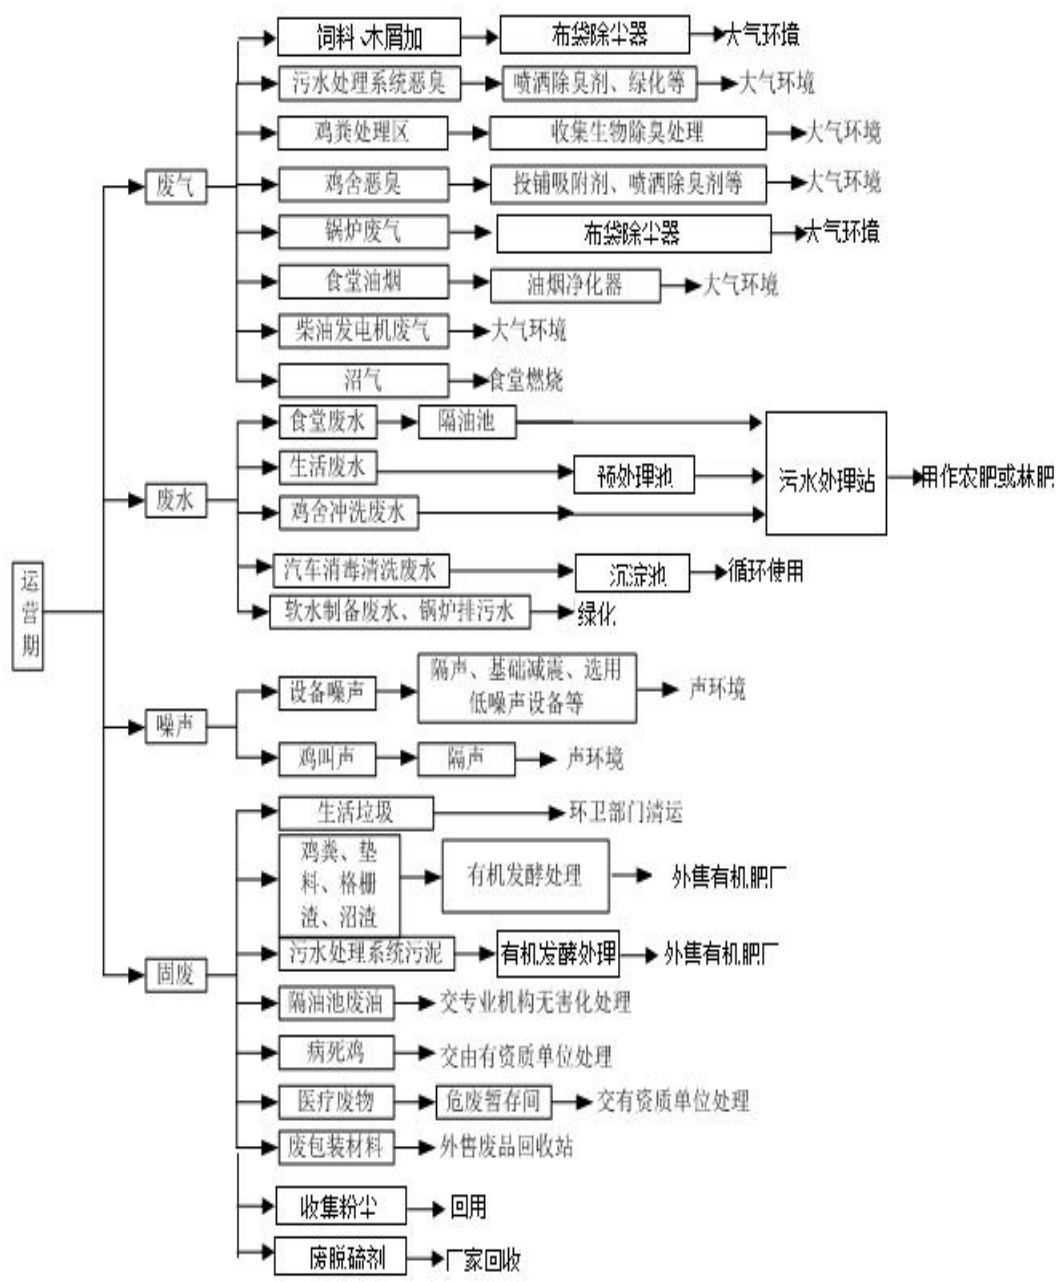 饲料、木屑加
布袋除尘器
大气环境
污水处理系统恶臭
喷洒除臭剂、绿化等
大气环境
鸡粪处理区
收集生物除臭处理
大气环境
废气
鸡舍恶臭
投铺吸附剂、喷洒除臭剂等
大气环境
锅炉废气
布袋除尘器
大气环境
食堂油烟
油烟净化器
大气环境
柴油发电机废气
大气环境
沼气
食堂燃烧
食堂废水
隔油池
生活废水
预处理池
污水处理站
用作农肥或林肥
废水
鸡舍冲洗废水
汽车消毒清洗废水
沉淀池
循环使用
软水制备废水、锅炉排污水
绿化
运
营
期
设备噪声
隔声、基础减震、选用
低噪声设备等
声环境
噪声
鸡叫声
隔声
声环境
生活垃圾
环卫部门清运
鸡粪、垫
料、格栅
渣、沼渣
有机发酵处理
外售有机肥厂
污水处理系统污泥
有机发酵处理
外售有机肥厂
固废
隔油池废油
交专业机构无害化处理
病死鸡
交由有资质单位处理
医疗废物
危废暂存间
交有资质单位处理
废包装材料
外售废品回收站
收集粉尘
回用
废脱硫剂
厂家回收